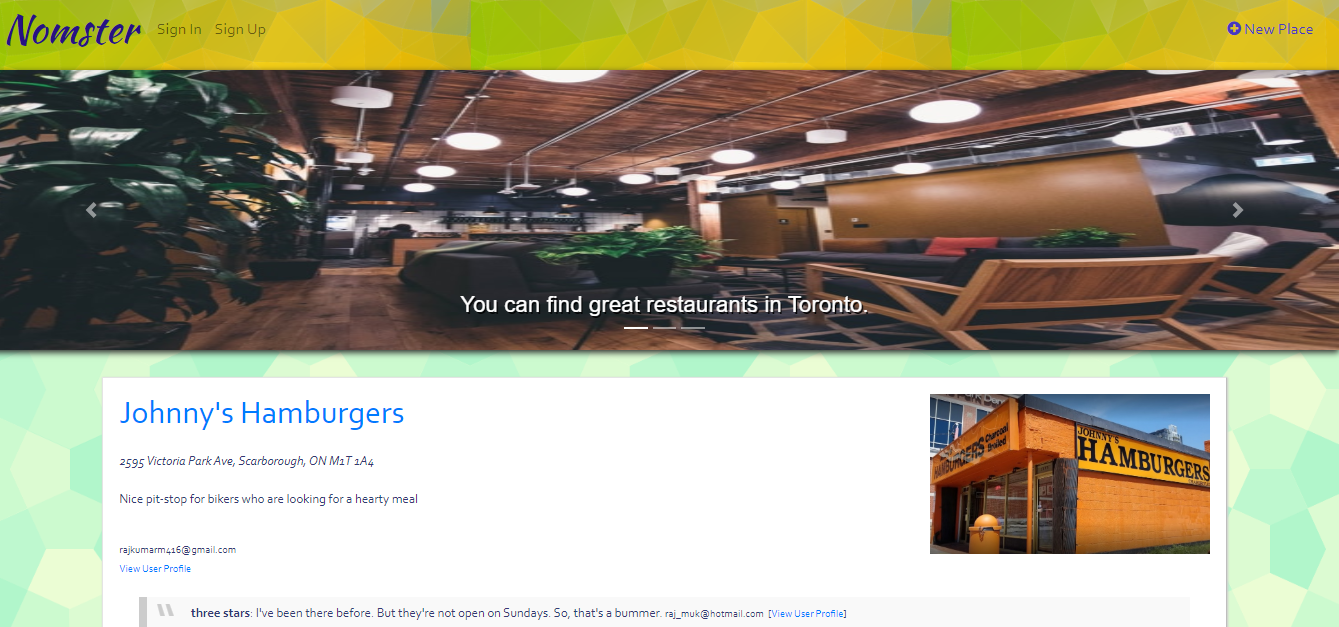 Nomster Sign In Sign Up New Place
You can find great restaurants in Toronto.
Johnny's Hamburgers
2595 Victoria Park Ave, Scarborough, ON M1T 1A4
Nice pit-stop for bikers who are looking for a hearty meal
rajkumarm416@gmail.com
View User Profile
three stars: I've been there before. But they're not open on Sundays. So, that's a bummer. raj_muk@hotmail.com [View User Profile]
HAMBURGERS
Charcoal
Broiled
JOHNNY'S
HAMBURGERS